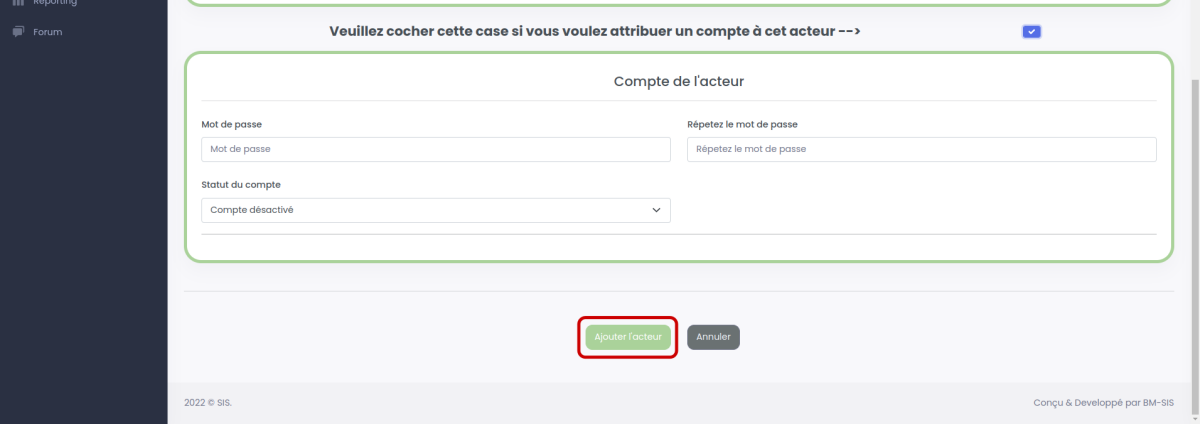 Reporting
Forum
Veuillez cocher cette case si vous voulez attribuer un compte à cet acteur -->
Compte de l'acteur
Mot de passe
Répetez le mot de passe
Mot de passe
Répetez le mot de passe
Statut du compte
Compte désactivé
Ajouter l'acteur
Annuler
2022 © SIS.
Conçu & Developpé par BM-SIS